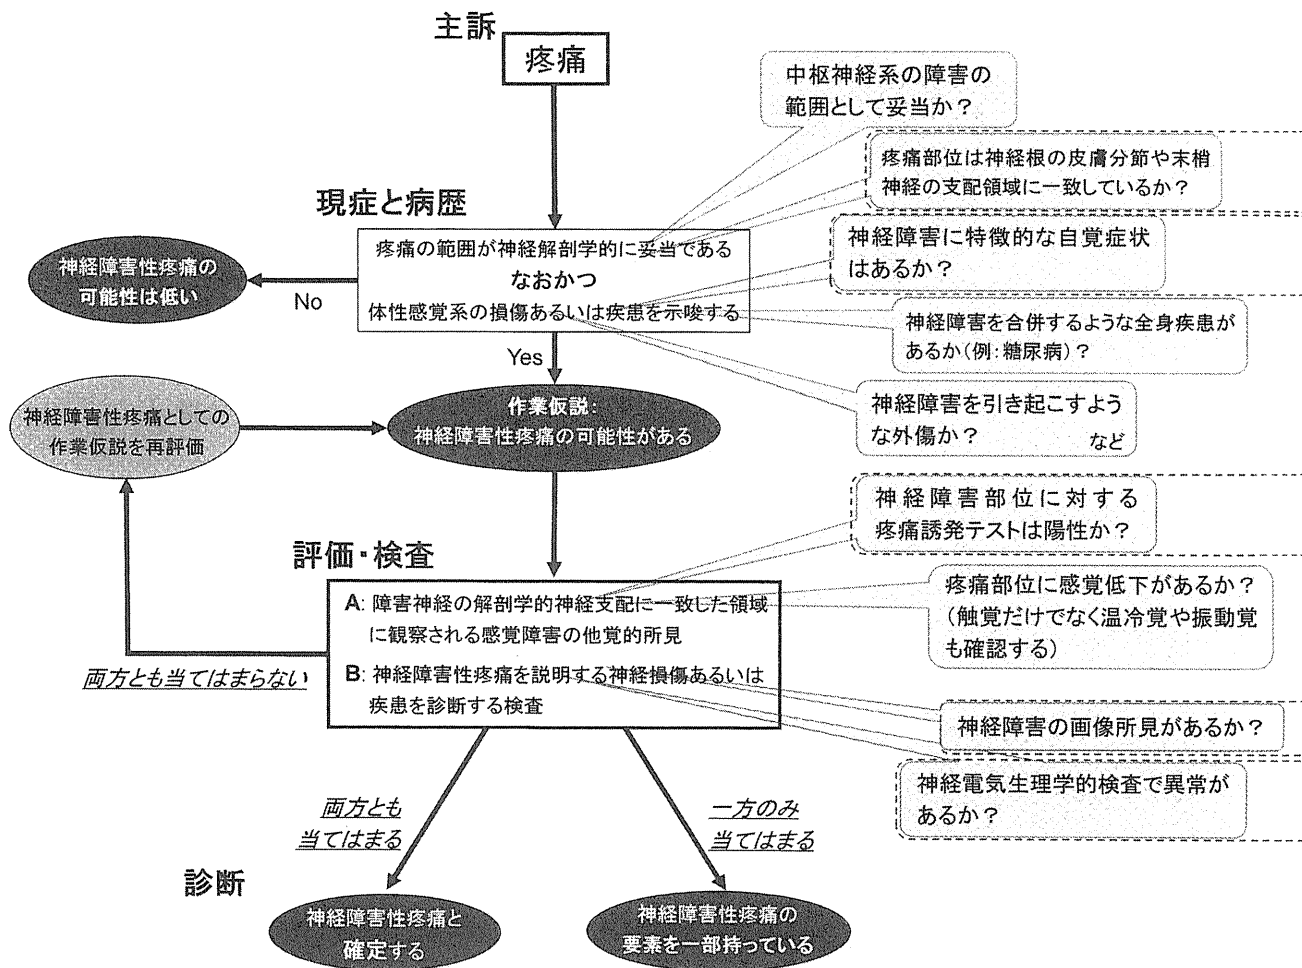 主訴
疼痛
中枢神経系の障害の
範囲として妥当か？
疼痛部位は神経根の皮膚分節や末梢
神経の支配領域に一致しているか？
現症と病歴
神経障害に特徴的な自覚症状
はあるか？
疼痛の範囲が神経解剖学的に妥当である
なおかつ
体性感覚系の損傷あるいは疾患を示唆する
神経障害性疼痛の
可能性は低い
No
神経障害を合併するような全身疾患が
あるか（例：糖尿病）？
Yes
神経障害を引き起こすよう
な外傷か？
など
神経障害性疼痛としての
作業仮説を再評価
作業仮説：
神経障害性疼痛の可能性がある
神経障害部位に対する
疼痛誘発テストは陽性か？
評価・検査
疼痛部位に感覚低下があるか？
（触覚だけでなく温冷覚や振動覚
も確認する）
A: 障害神経の解剖学的神経支配に一致した領域
に観察される感覚障害の他覚的所見
B: 神経障害性疼痛を説明する神経損傷あるいは
疾患を診断する検査
両方とも当てはまらない
神経障害の画像所見があるか？
神経電気生理学的検査で異常が
あるか？
両方とも
当てはまる
一方のみ
当てはまる
診断
神経障害性疼痛と
確定する
神経障害性疼痛の
要素を一部持っている